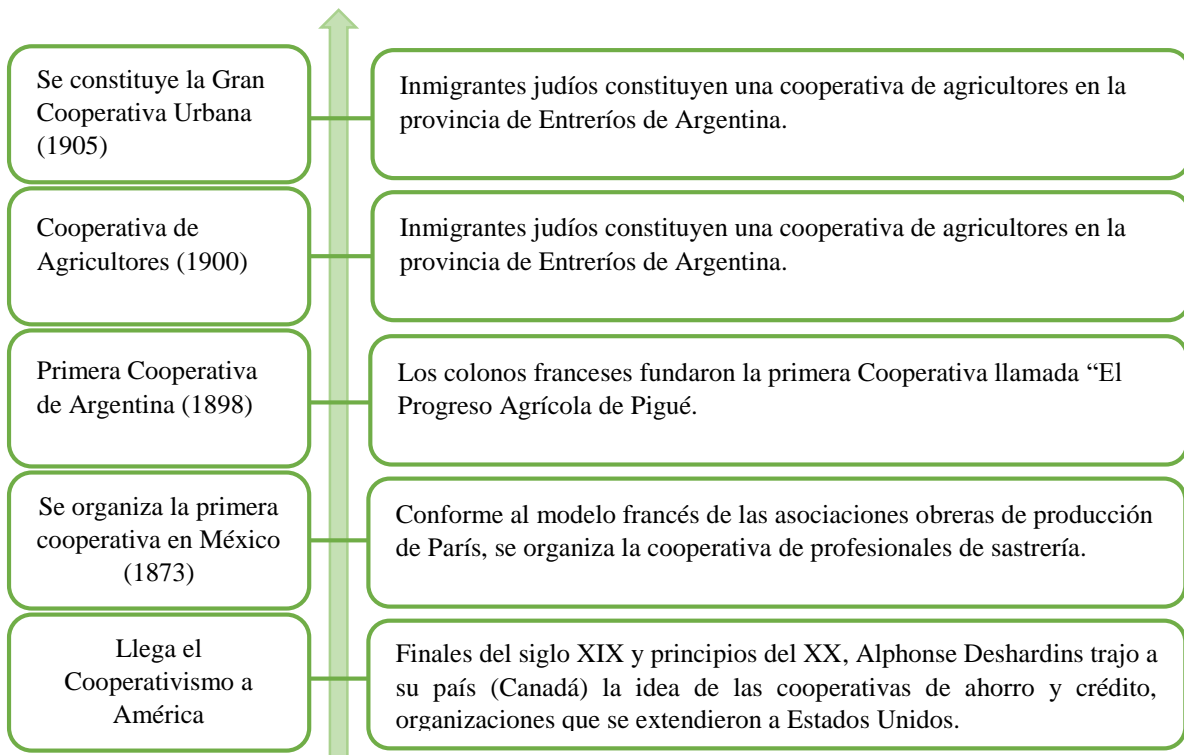 Se constituye la Gran
Cooperativa Urbana
(1905)
Inmigrantes judíos constituyen una cooperativa de agricultores en la
provincia de Entreríos de Argentina.
Cooperativa de
Agricultores (1900)
Inmigrantes judíos constituyen una cooperativa de agricultores en la
provincia de Entreríos de Argentina.
Primera Cooperativa
de Argentina (1898)
Los colonos franceses fundaron la primera Cooperativa llamada “El
Progreso Agrícola de Pigué.
Se organiza la primera
cooperativa en México
(1873)
Conforme al modelo francés de las asociaciones obreras de producción
de París, se organiza la cooperativa de profesionales de sastrería.
Llega el
Cooperativismo a
América
Finales del siglo XIX y principios del XX, Alphonse Deshardins trajo a
su país (Canadá) la idea de las cooperativas de ahorro y crédito,
organizaciones que se extendieron a Estados Unidos.